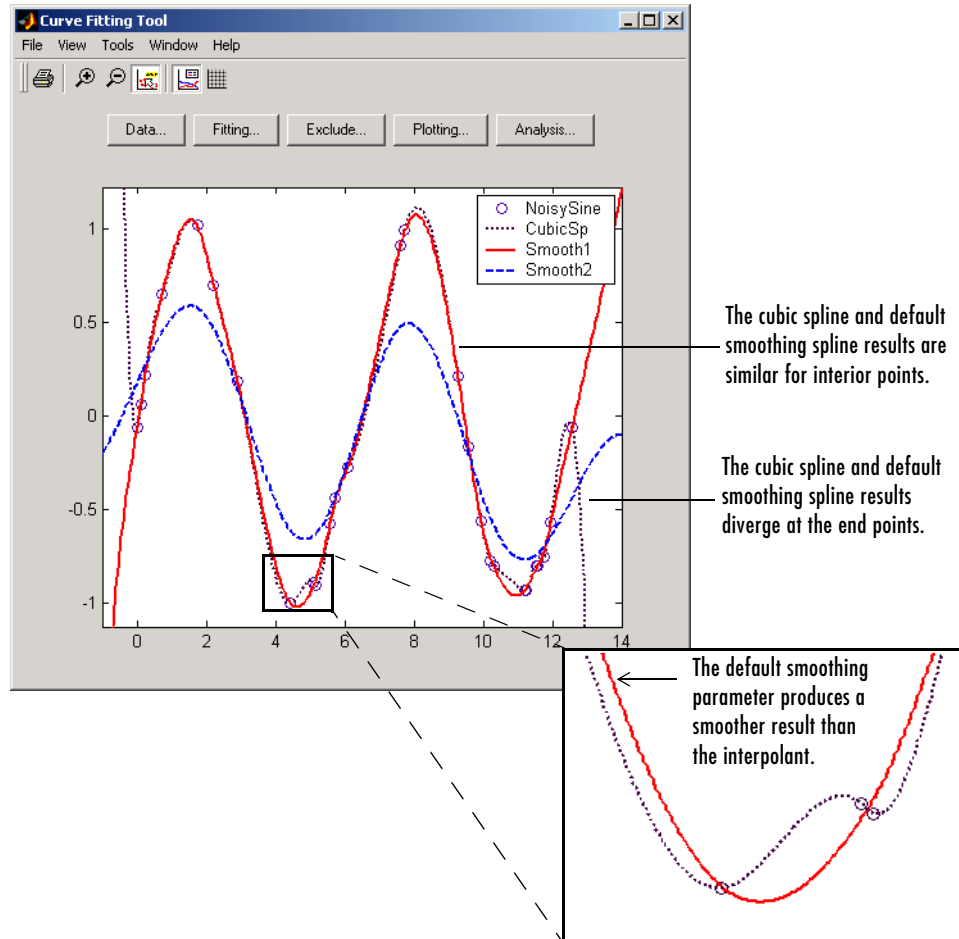 Curve Fitting Tool
File View Tools Window Help
Data... Fitting... Exclude... Plotting... Analysis...
NoisySine
CubicSp
Smooth1
Smooth2
1
0.5
0
-0.5
-1
0 2 4 6 8 10 12 14
The cubic spline and default
smoothing spline results are
similar for interior points.
The cubic spline and default
smoothing spline results
diverge at the end points.
The default smoothing
parameter produces a
smoother result than
the interpolant.